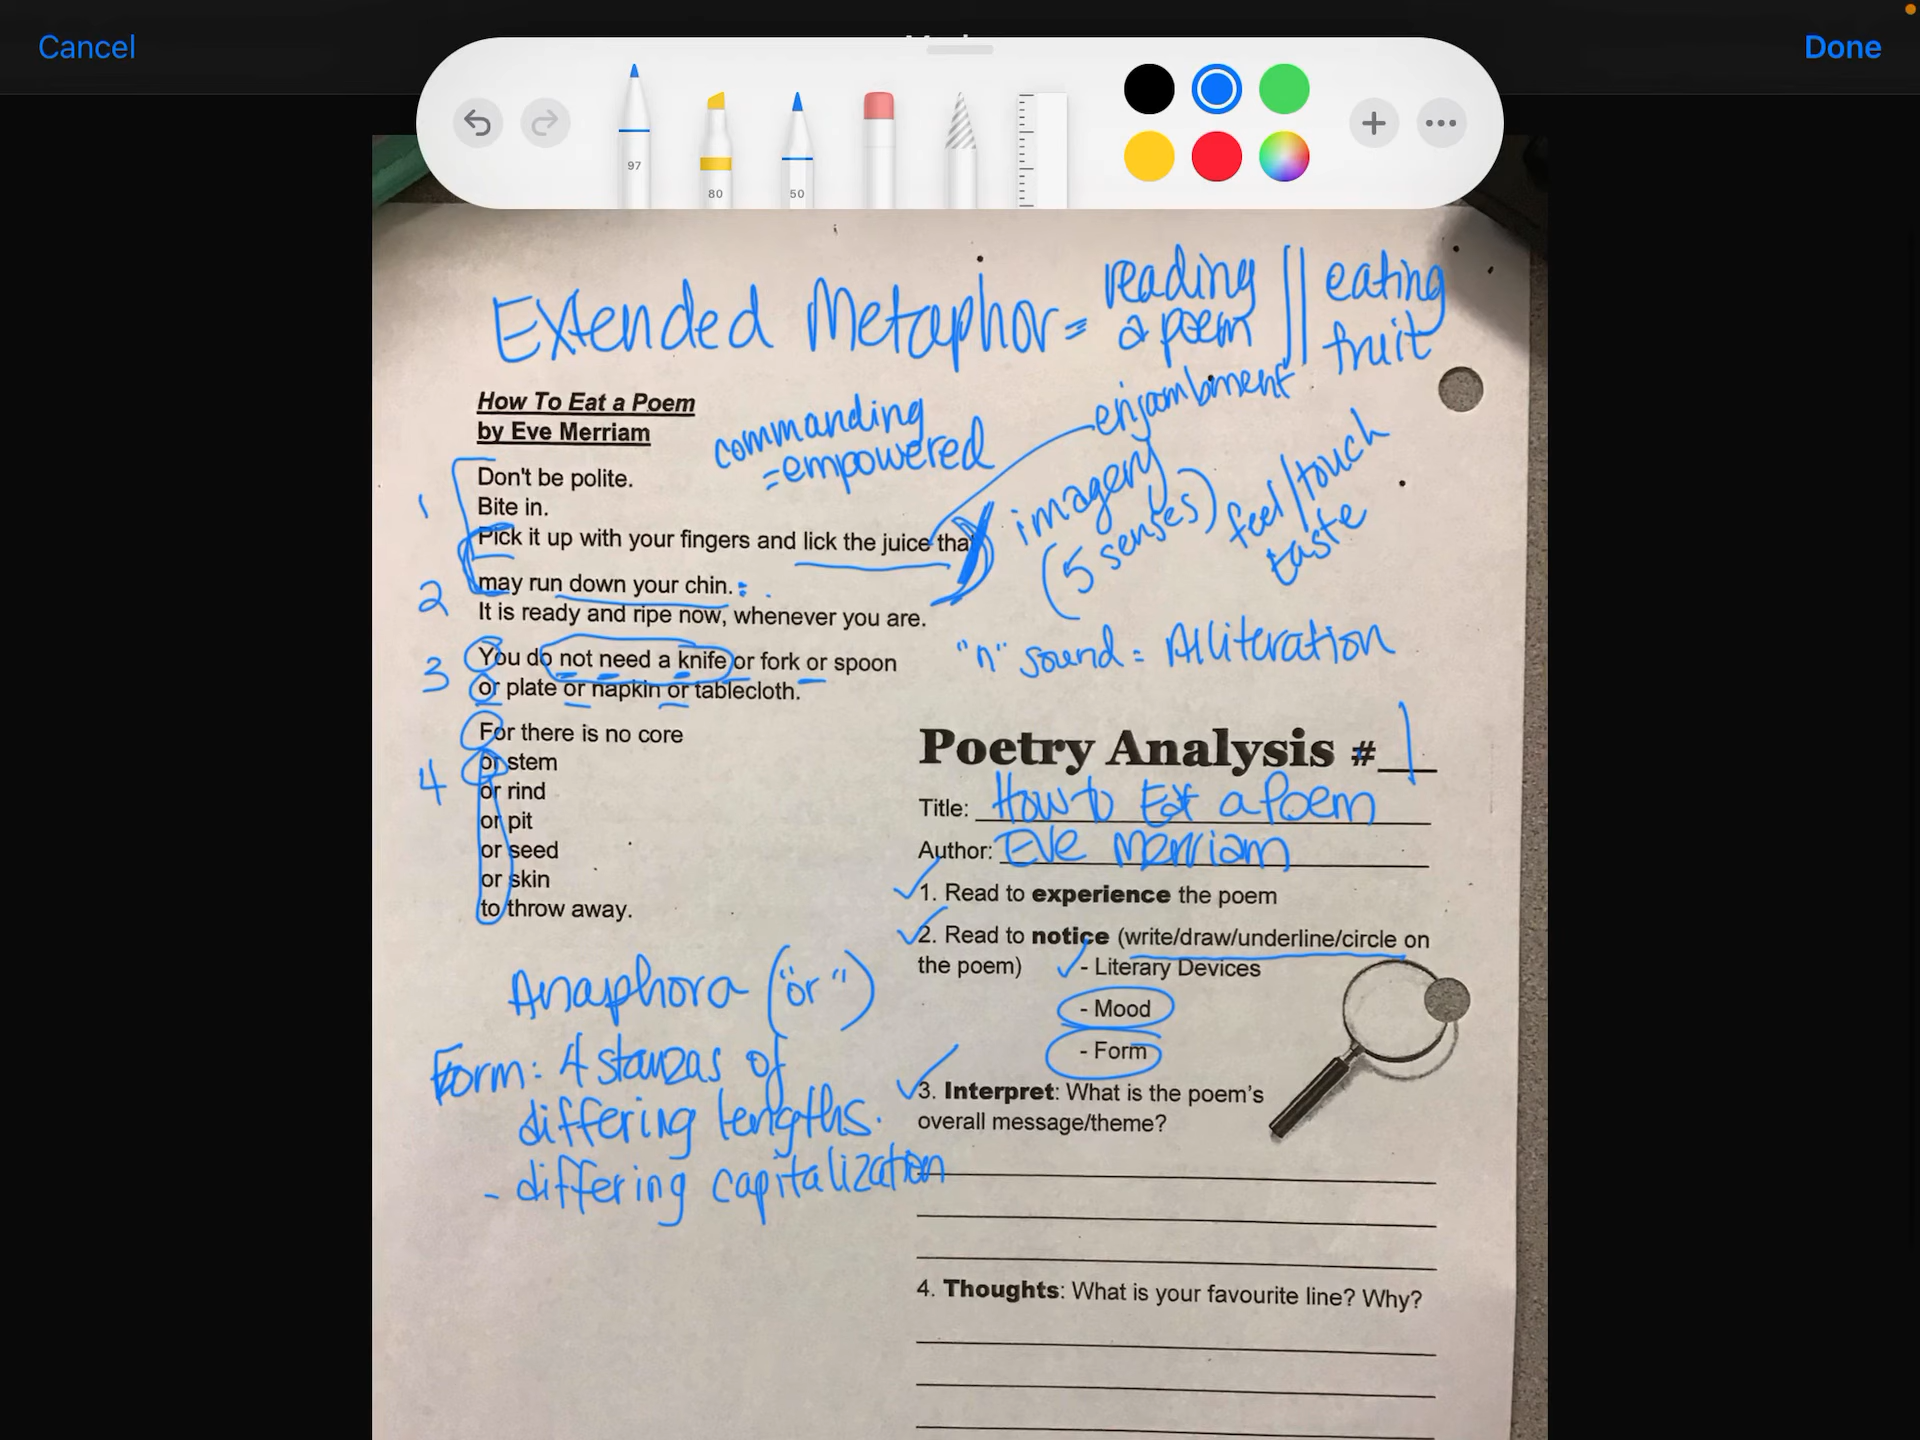 Cancel
Done
97
80
50
Extended Metaphor = reading a poem || eating fruit
How To Eat a Poem
by Eve Merriam
commanding
= empowered
enjambment
imagery
(5 senses)
feel/touch
taste
1
Don't be polite.
Bite in.
Pick it up with your fingers and lick the juice tha
2
may run down your chin.
It is ready and ripe now, whenever you are.
3
You do not need a knife or fork or spoon
or plate or napkin or tablecloth.
"n" sound = Alliteration
4
For there is no core
or stem
or rind
or pit
or seed
or skin
to throw away.
Anaphora ("or")
Form: 4 stanzas of
differing lengths.
- differing capitalization
Poetry Analysis # 1
Title: How to Eat a Poem
Author: Eve Merriam
1. Read to experience the poem
2. Read to notice (write/draw/underline/circle on
the poem) - Literary Devices
- Mood
- Form
3. Interpret: What is the poem's
overall message/theme?
4. Thoughts: What is your favourite line? Why?